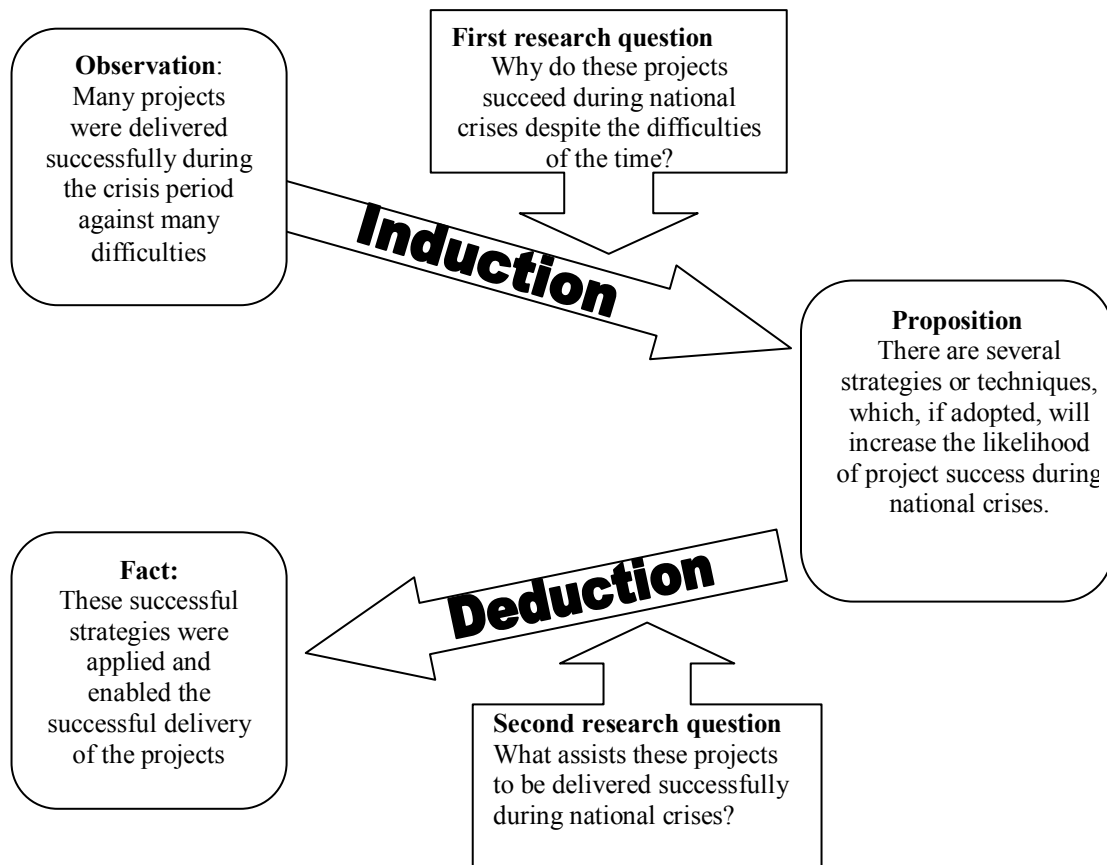 Observation:
Many projects
were delivered
successfully during
the crisis period
against many
difficulties
First research question
Why do these projects
succeed during national
crises despite the difficulties
of the time?
Induction
Proposition
There are several
strategies or techniques,
which, if adopted, will
increase the likelihood
of project success during
national crises.
Deduction
Second research question
What assists these projects
to be delivered successfully
during national crises?
Fact:
These successful
strategies were
applied and
enabled the
successful delivery
of the projects